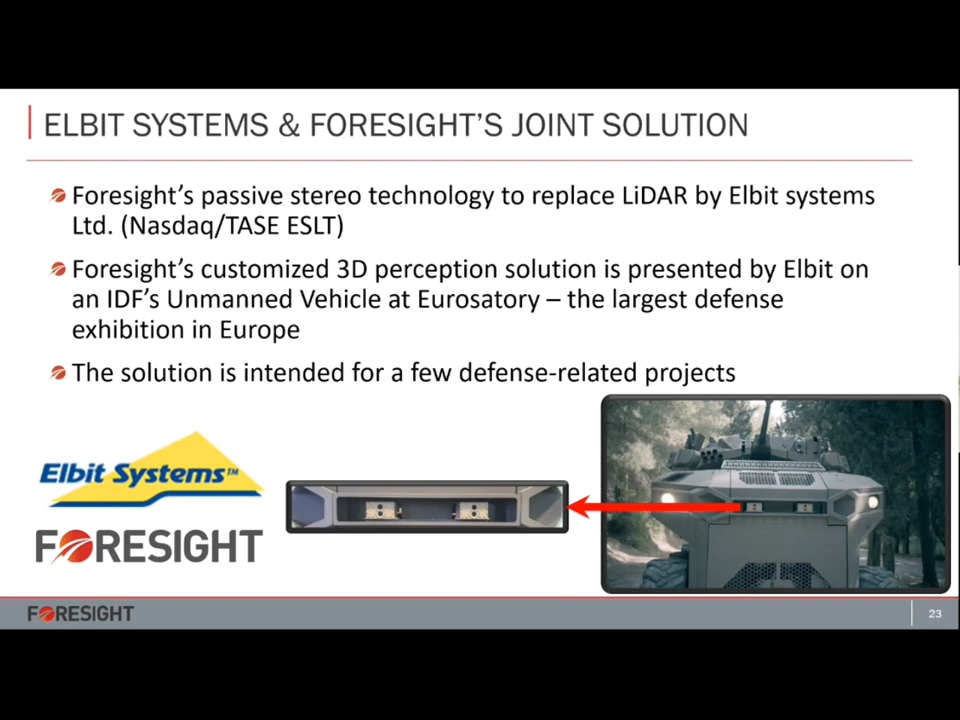 ELBIT SYSTEMS & FORESIGHT'S JOINT SOLUTION
Foresight's passive stereo technology to replace LiDAR by Elbit systems
Ltd. (Nasdaq/TASE ESLT)
Foresight's customized 3D perception solution is presented by Elbit on
an IDF's Unmanned Vehicle at Eurosatory – the largest defense
exhibition in Europe
The solution is intended for a few defense-related projects
Elbit Systems™
FORESIGHT
FORESIGHT
23